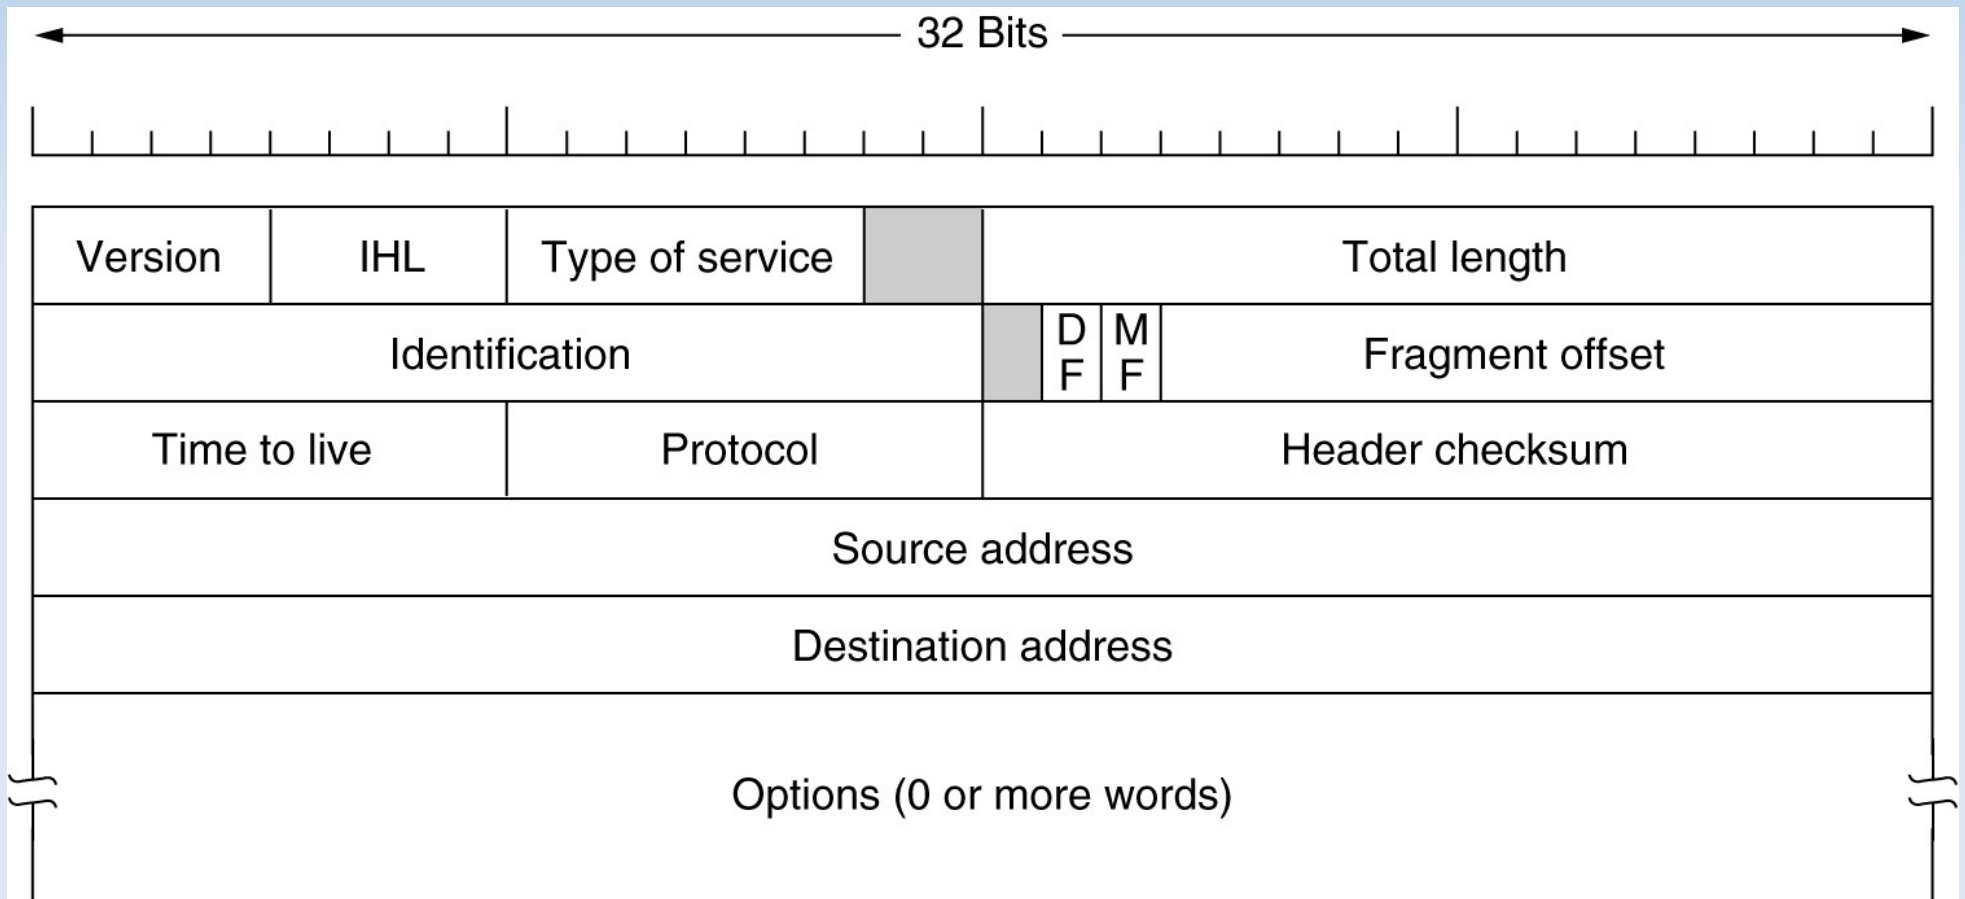 32 Bits
Version IHL Type of service Total length
Identification D F M F Fragment offset
Time to live Protocol Header checksum
Source address
Destination address
Options (0 or more words)